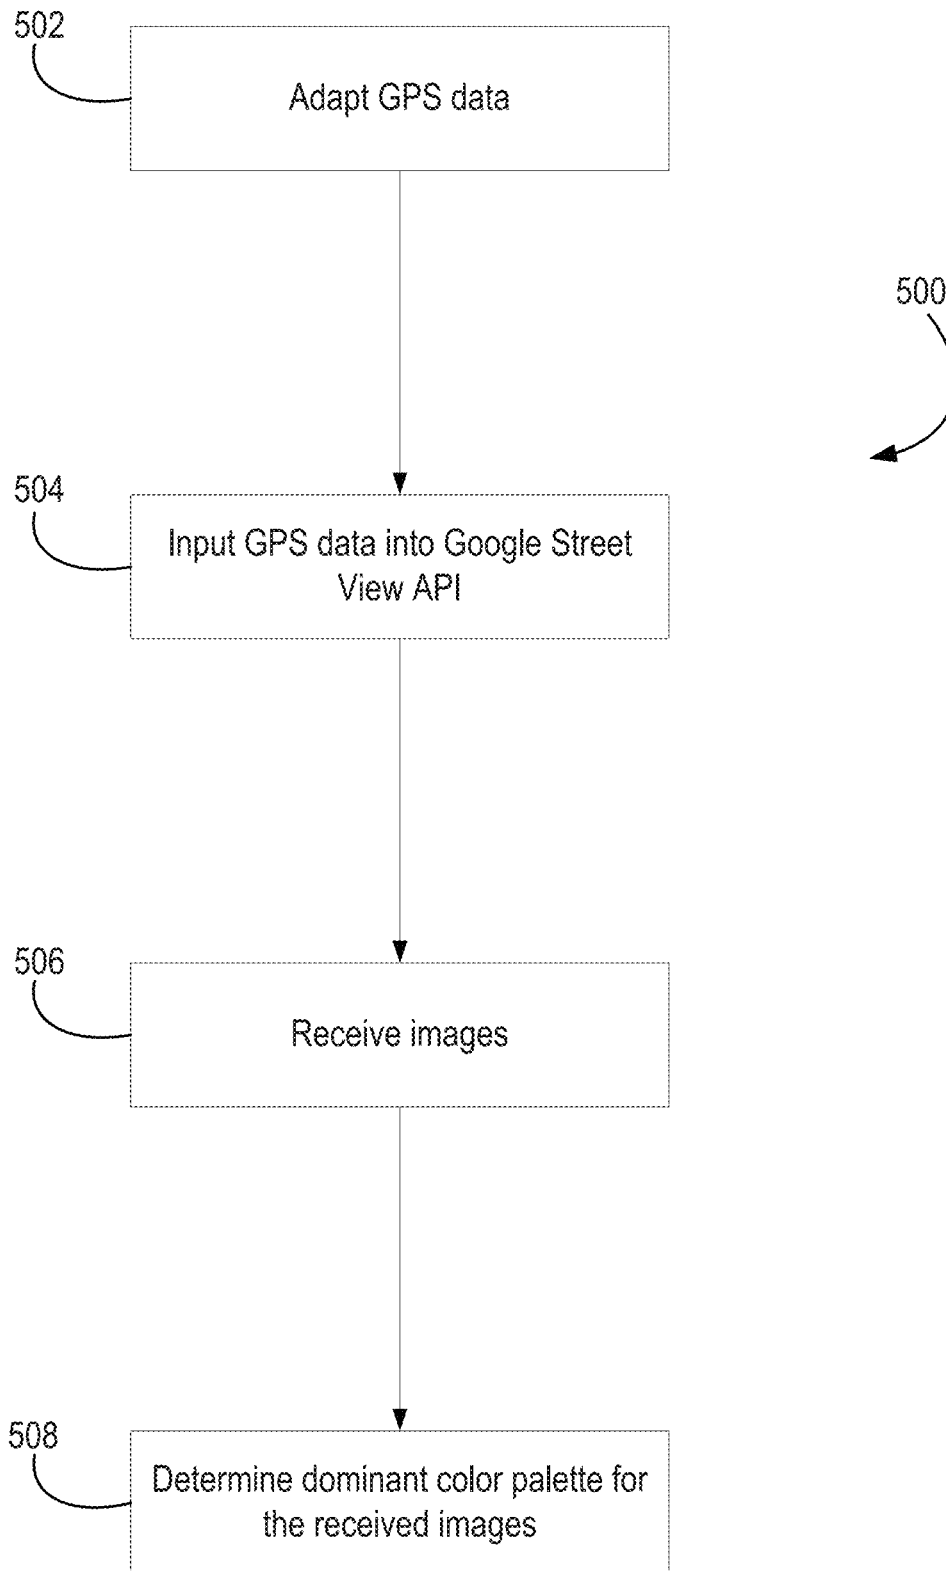 502
Adapt GPS data
500
504
Input GPS data into Google Street
View API
506
Receive images
508
Determine dominant color palette for
the received images